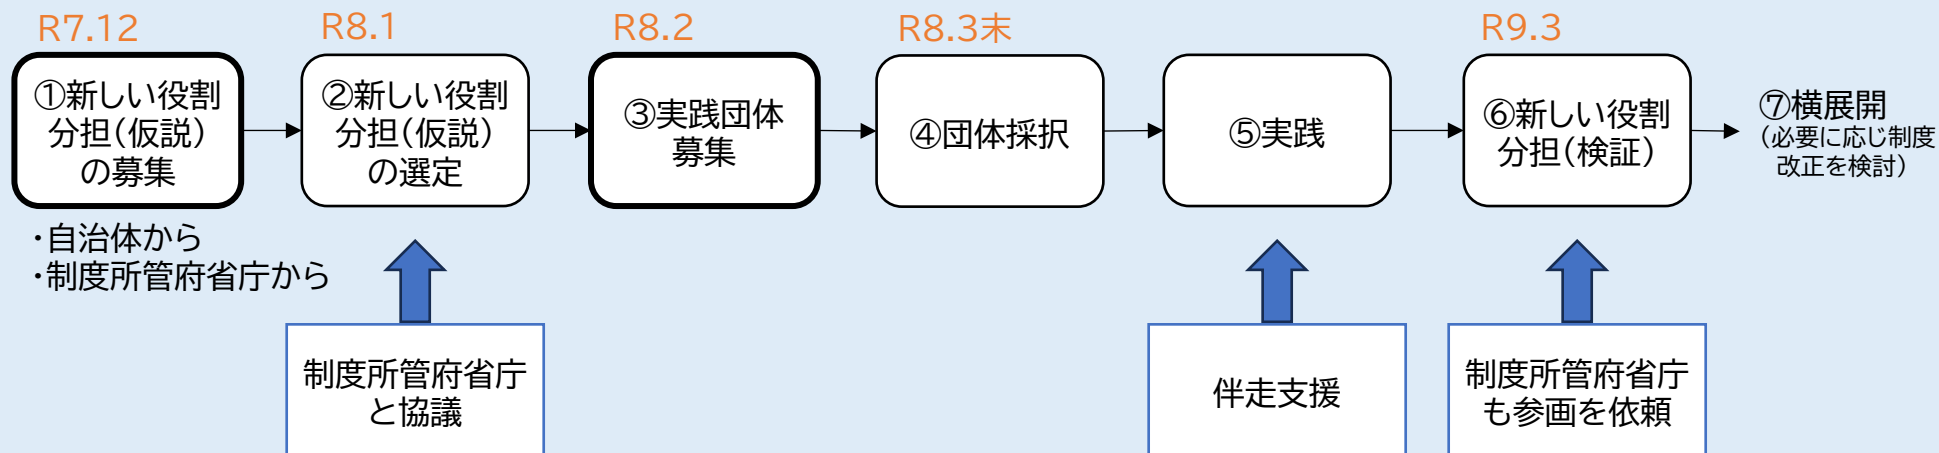 R7.12
R8.1
R8.2
R8.3末
R9.3
①新しい役割
分担(仮説)
の募集
②新しい役割
分担(仮説)
の選定
③実践団体
募集
④団体採択
⑤実践
⑥新しい役割
分担(検証)
⑦横展開
(必要に応じ制度
改正を検討)
・自治体から
・制度所管府省庁から
制度所管府省庁
と協議
伴走支援
制度所管府省庁
も参画を依頼